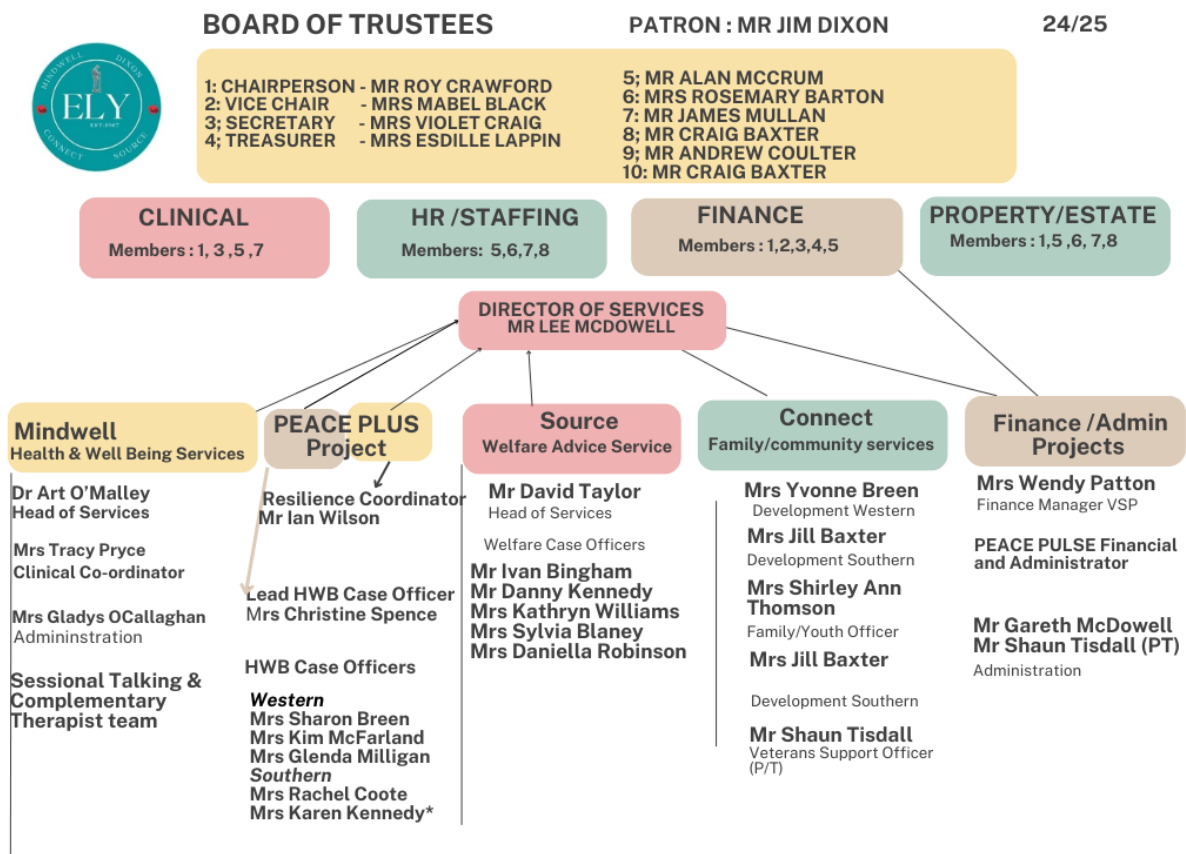 BOARD OF TRUSTEES
PATRON : MR JIM DIXON
24/25
MINDWELL
DIXON
ELY
EST.1987
CONNECT
SOURCE
1: CHAIRPERSON - MR ROY CRAWFORD
2: VICE CHAIR - MRS MABEL BLACK
3; SECRETARY - MRS VIOLET CRAIG
4; TREASURER - MRS ESDILLE LAPPIN
5; MR ALAN MCCRUM
6: MRS ROSEMARY BARTON
7: MR JAMES MULLAN
8; MR CRAIG BAXTER
9; MR ANDREW COULTER
10: MR CRAIG BAXTER
CLINICAL
Members : 1, 3 ,5 ,7
HR /STAFFING
Members: 5,6,7,8
FINANCE
Members : 1,2,3,4,5
PROPERTY/ESTATE
Members : 1,5 ,6, 7,8
DIRECTOR OF SERVICES
MR LEE MCDOWELL
Mindwell
Health & Well Being Services
Dr Art O’Malley
Head of Services
Mrs Tracy Pryce
Clinical Co-ordinator
Mrs Gladys OCallaghan
Admininstration
Sessional Talking &
Complementary
Therapist team
PEACE PLUS
Project
Resilience Coordinator
Mr Ian Wilson
Lead HWB Case Officer
Mrs Christine Spence
HWB Case Officers
Western
Mrs Sharon Breen
Mrs Kim McFarland
Mrs Glenda Milligan
Southern
Mrs Rachel Coote
Mrs Karen Kennedy*
Source
Welfare Advice Service
Mr David Taylor
Head of Services
Welfare Case Officers
Mr Ivan Bingham
Mr Danny Kennedy
Mrs Kathryn Williams
Mrs Sylvia Blaney
Mrs Daniella Robinson
Connect
Family/community services
Mrs Yvonne Breen
Development Western
Mrs Jill Baxter
Development Southern
Mrs Shirley Ann
Thomson
Family/Youth Officer
Mrs Jill Baxter
Development Southern
Mr Shaun Tisdall
Veterans Support Officer
(P/T)
Finance /Admin
Projects
Mrs Wendy Patton
Finance Manager VSP
PEACE PULSE Financial
and Administrator
Mr Gareth McDowell
Mr Shaun Tisdall (PT)
Administration